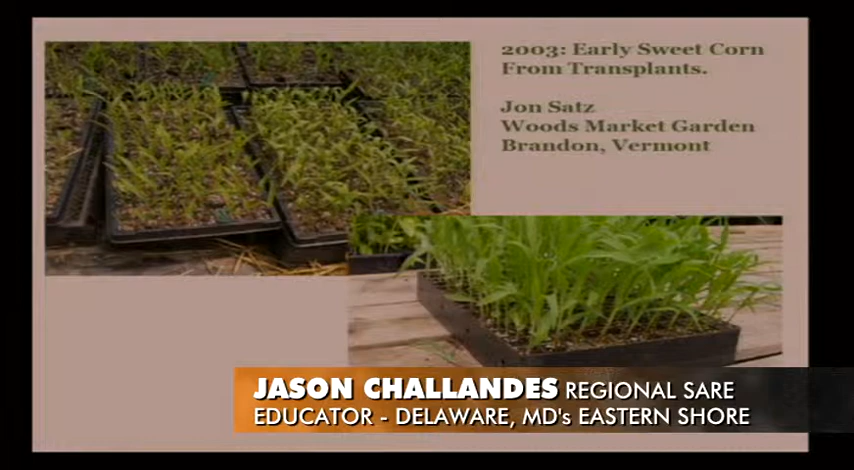 2003: Early Sweet Corn
From Transplants.
Jon Satz
Woods Market Garden
Brandon, Vermont
JASON CHALLANDES REGIONAL SARE
EDUCATOR - DELAWARE, MD's EASTERN SHORE